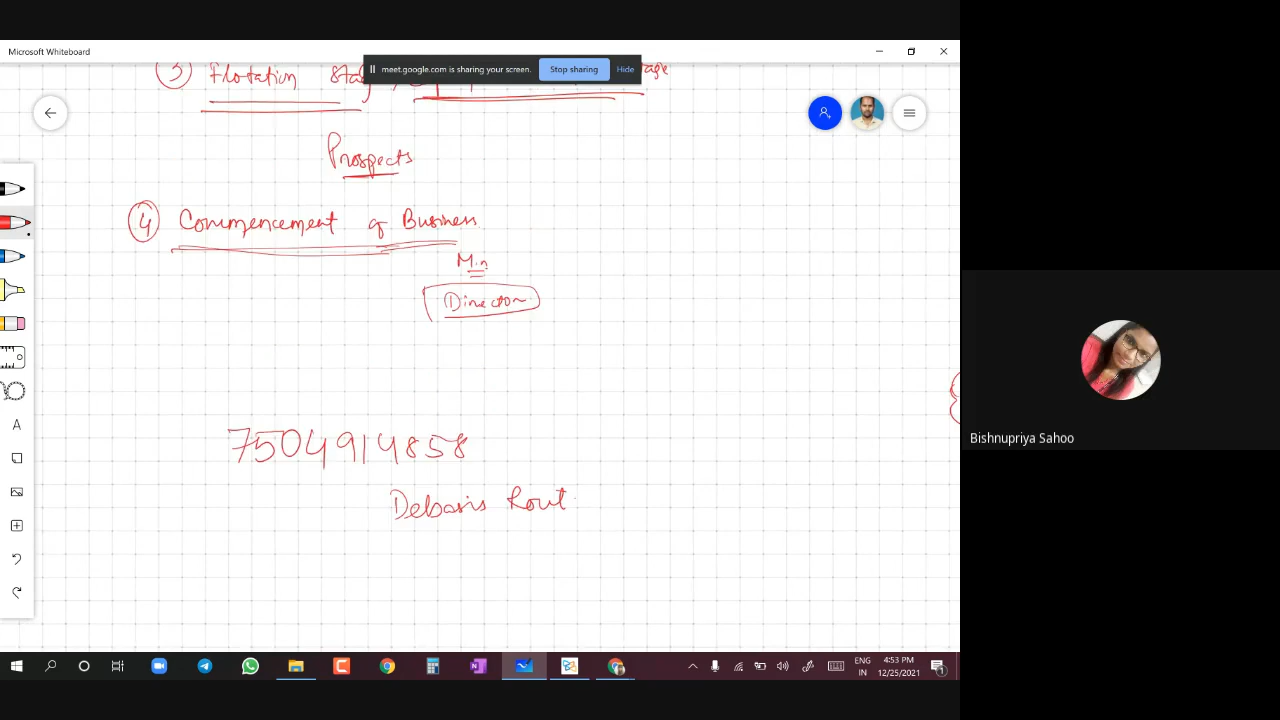 Microsoft Whiteboard
meet.google.com is sharing your screen. Stop sharing Hide
③ Flotation
Prospects
④ Commencement of Business
Min
Director
7504914858
Debasis Rout
Bishnupriya Sahoo
A
ENG
IN
4:53 PM
12/25/2021
1